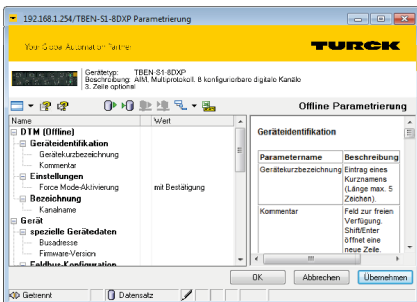 192.168.1.254/TBEN-S1-8DXP Parametrierung
Your Global Automation Partner
TURCK
Gerätetyp: TBEN-S1-8DXP
Beschreibung: AIM, Multiprotokoll, 8 konfigurierbare digitale Kanäle
3. Zeile optional
Offline Parametrierung
Name Wert
DTM (Offline)
Geräteidentifikation
Gerätekurzbezeichnung
Kommentar
Einstellungen
Force Mode-Aktivierung mit Bestätigung
Bezeichnung
Kanalname
Gerät
spezielle Gerätedaten
Busadresse
Firmware-Version
Feldbus-Konfiguration
Geräteidentifikation
Parametername Beschreibung
Gerätekurzbezeichnung Eintrag eines
Kurznamens
(Länge max. 5
Zeichen).
Kommentar Feld zur freien
Verfügung.
Shift/Enter
öffnet eine
neue Zeile.
OK Abbrechen Übernehmen
Getrennt Datensatz